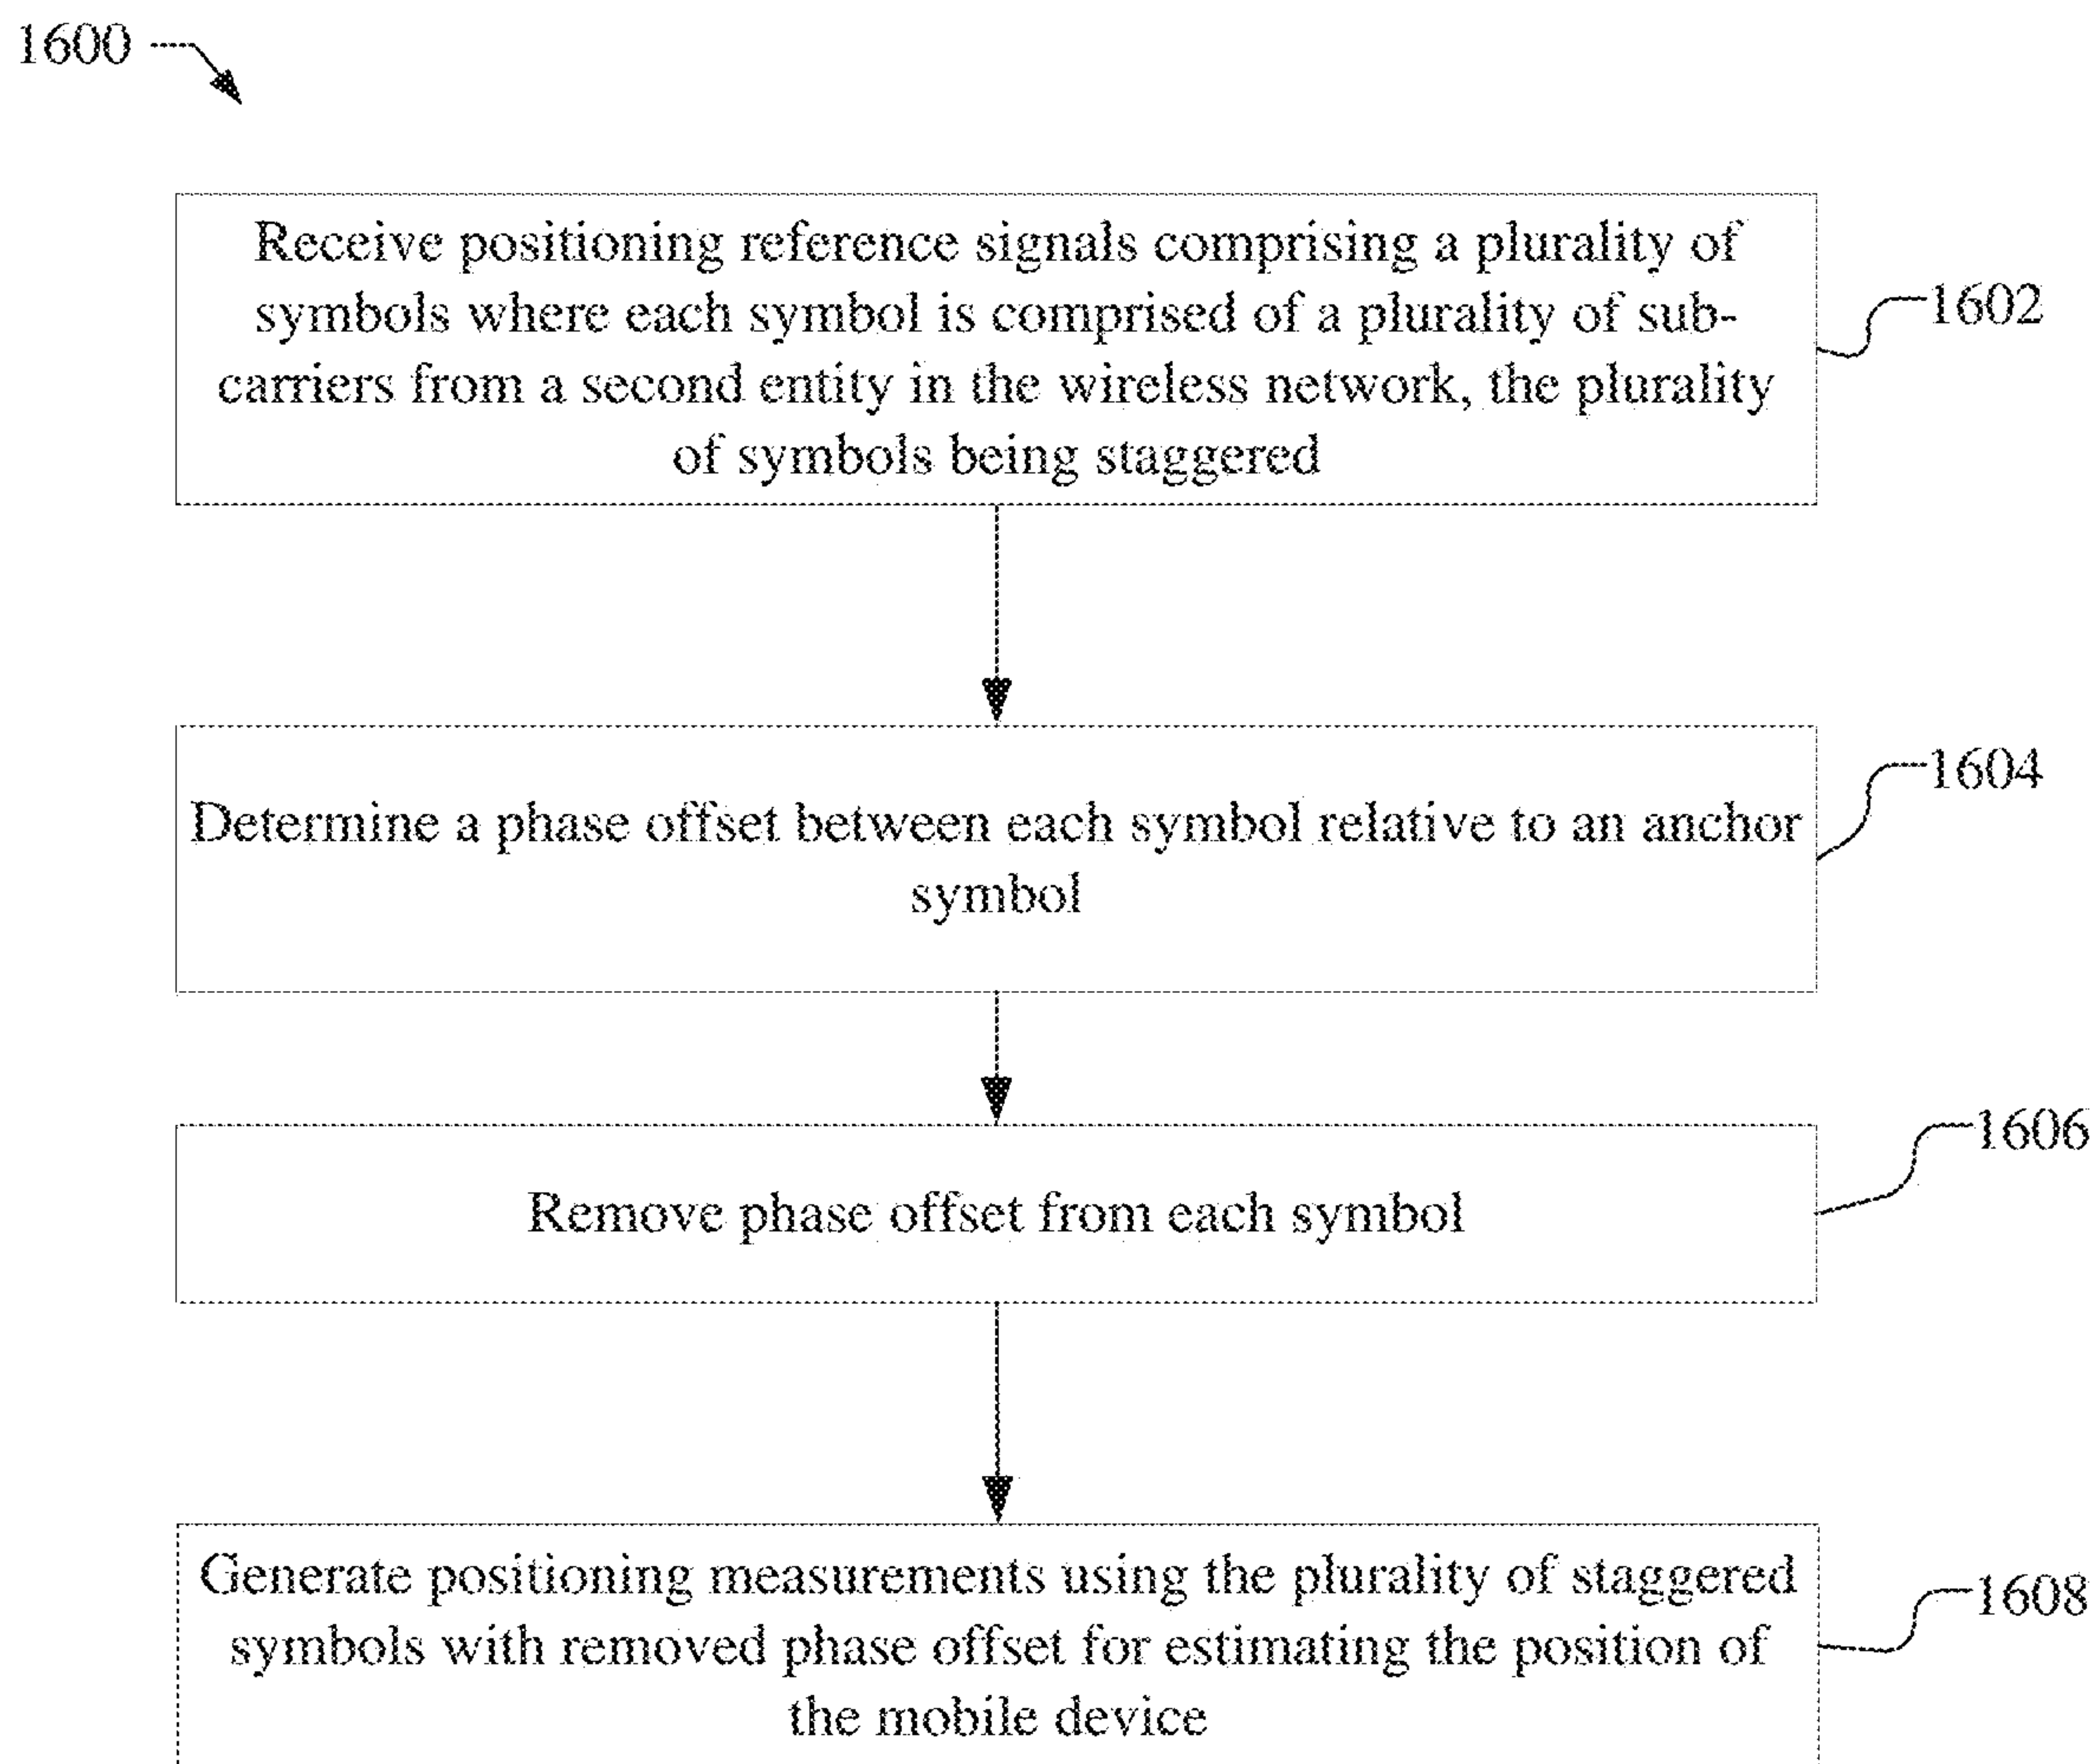 1600
Receive positioning reference signals comprising a plurality of
symbols where each symbol is comprised of a plurality of sub-
carriers from a second entity in the wireless network, the plurality
of symbols being staggered
1602
Determine a phase offset between each symbol relative to an anchor
symbol
1604
Remove phase offset from each symbol
1606
Generate positioning measurements using the plurality of staggered
symbols with removed phase offset for estimating the position of
the mobile device
1608